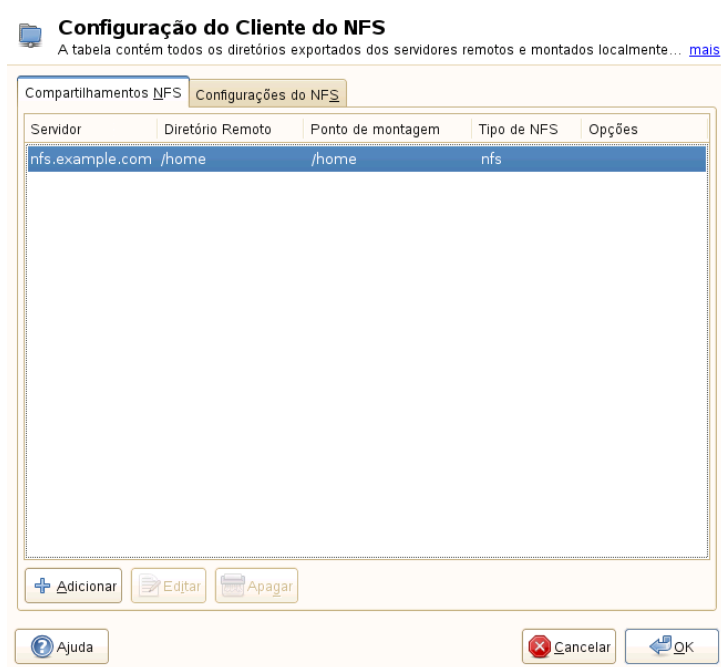 Configuração do Cliente do NFS
A tabela contém todos os diretórios exportados dos servidores remotos e montados localmente... mais
Compartilhamentos NFS Configurações do NFS
Servidor Diretório Remoto Ponto de montagem Tipo de NFS Opções
nfs.example.com /home /home nfs
Adicionar Editar Apagar
Ajuda Cancelar OK